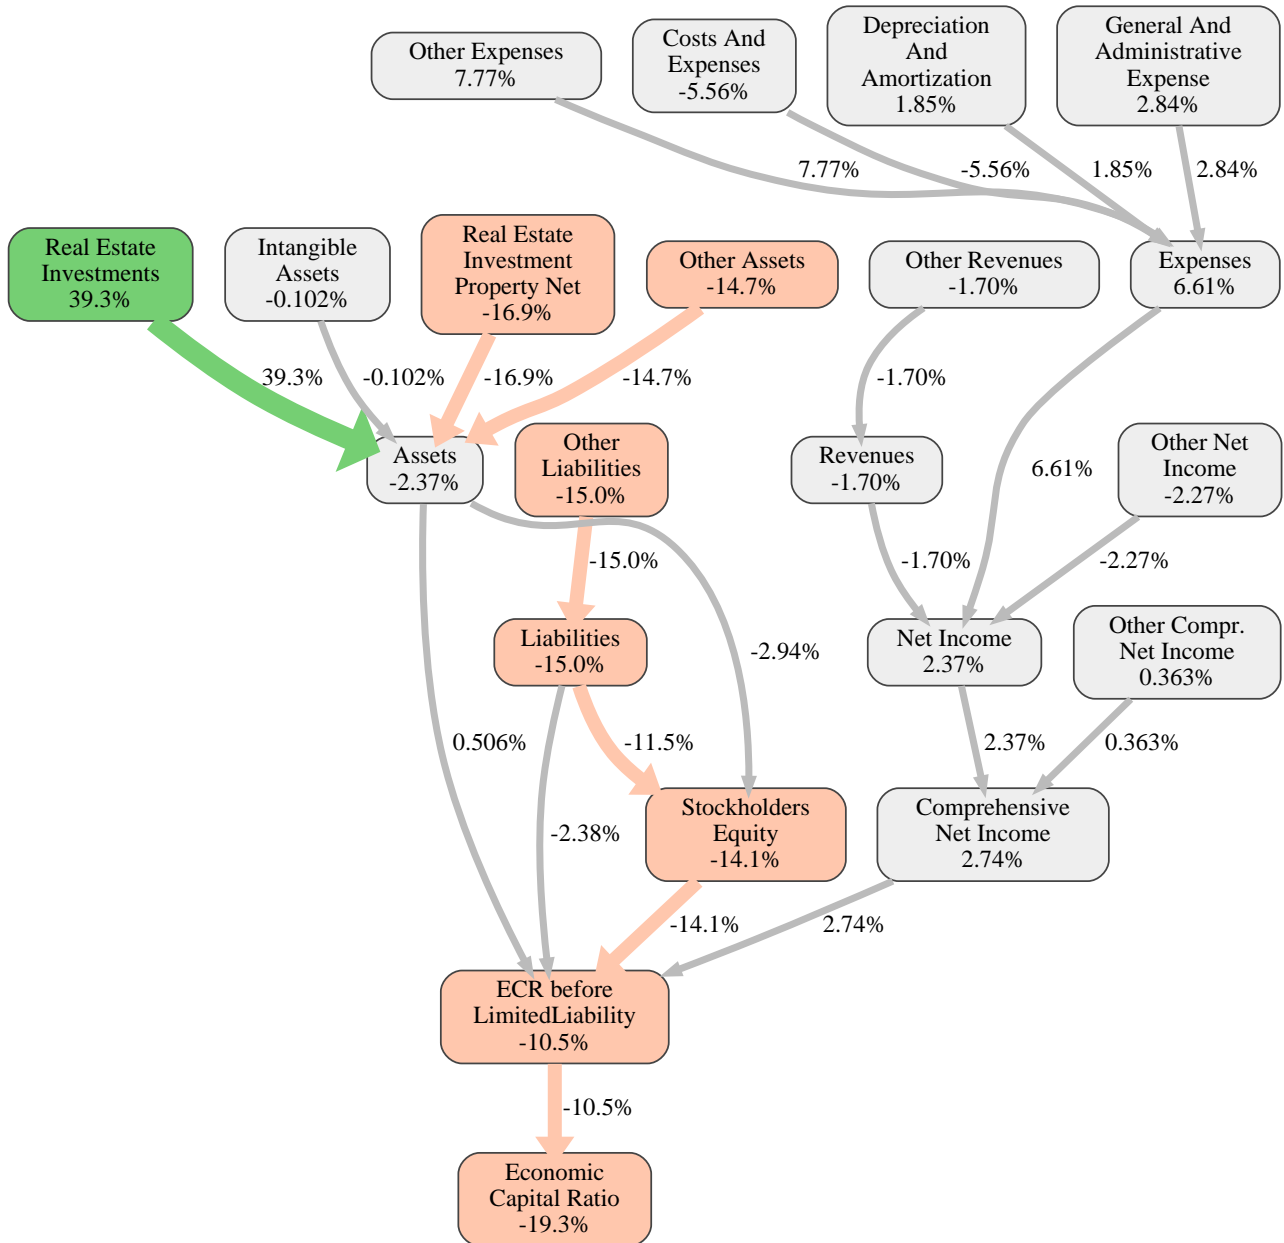 Other Expenses
7.77%
Costs And
Expenses
-5.56%
Depreciation
And
Amortization
1.85%
General And
Administrative
Expense
2.84%
7.77%
-5.56%
1.85%
2.84%
Real Estate
Investments
39.3%
Intangible
Assets
-0.102%
Real Estate
Investment
Property Net
-16.9%
Other Assets
-14.7%
Other Revenues
-1.70%
Expenses
6.61%
39.3%
-0.102%
-16.9%
-14.7%
-1.70%
Assets
-2.37%
Other
Liabilities
-15.0%
Revenues
-1.70%
6.61%
Other Net
Income
-2.27%
-15.0%
-1.70%
-2.27%
Liabilities
-15.0%
-2.94%
Net Income
2.37%
Other Compr.
Net Income
0.363%
0.506%
-11.5%
2.37%
0.363%
-2.38%
Stockholders
Equity
-14.1%
Comprehensive
Net Income
2.74%
-14.1%
2.74%
ECR before
LimitedLiability
-10.5%
-10.5%
Economic
Capital Ratio
-19.3%